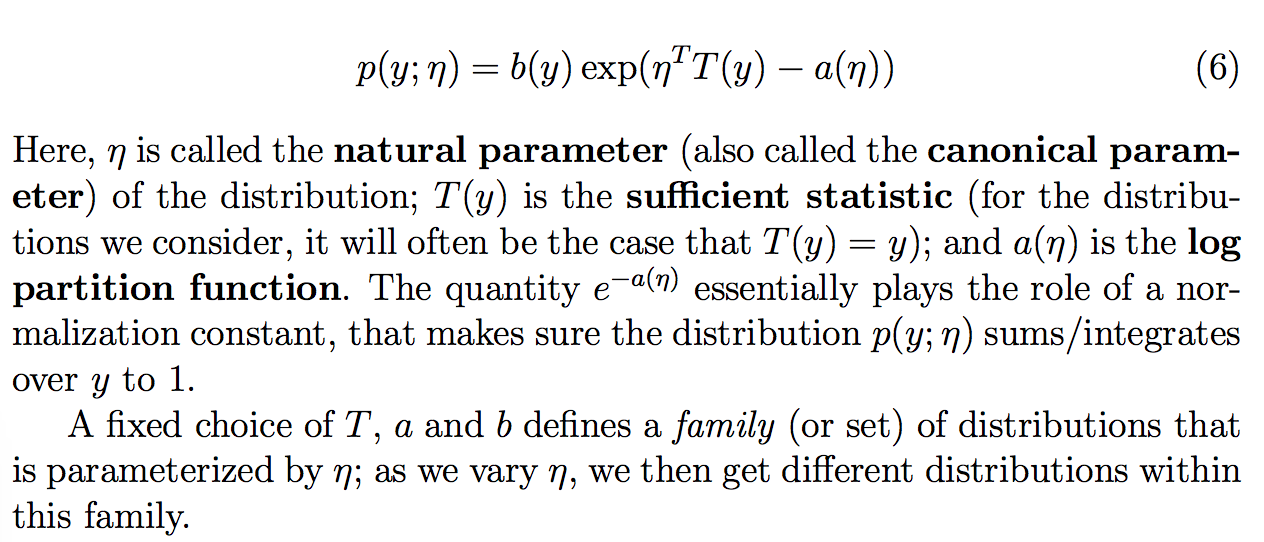 p(y; η) = b(y) exp(η^T T(y) − a(η)) (6)
Here, η is called the natural parameter (also called the canonical param-
eter) of the distribution; T(y) is the sufficient statistic (for the distribu-
tions we consider, it will often be the case that T(y) = y); and a(η) is the log
partition function. The quantity e^{−a(η)} essentially plays the role of a nor-
malization constant, that makes sure the distribution p(y; η) sums/integrates
over y to 1.
A fixed choice of T, a and b defines a family (or set) of distributions that
is parameterized by η; as we vary η, we then get different distributions within
this family.